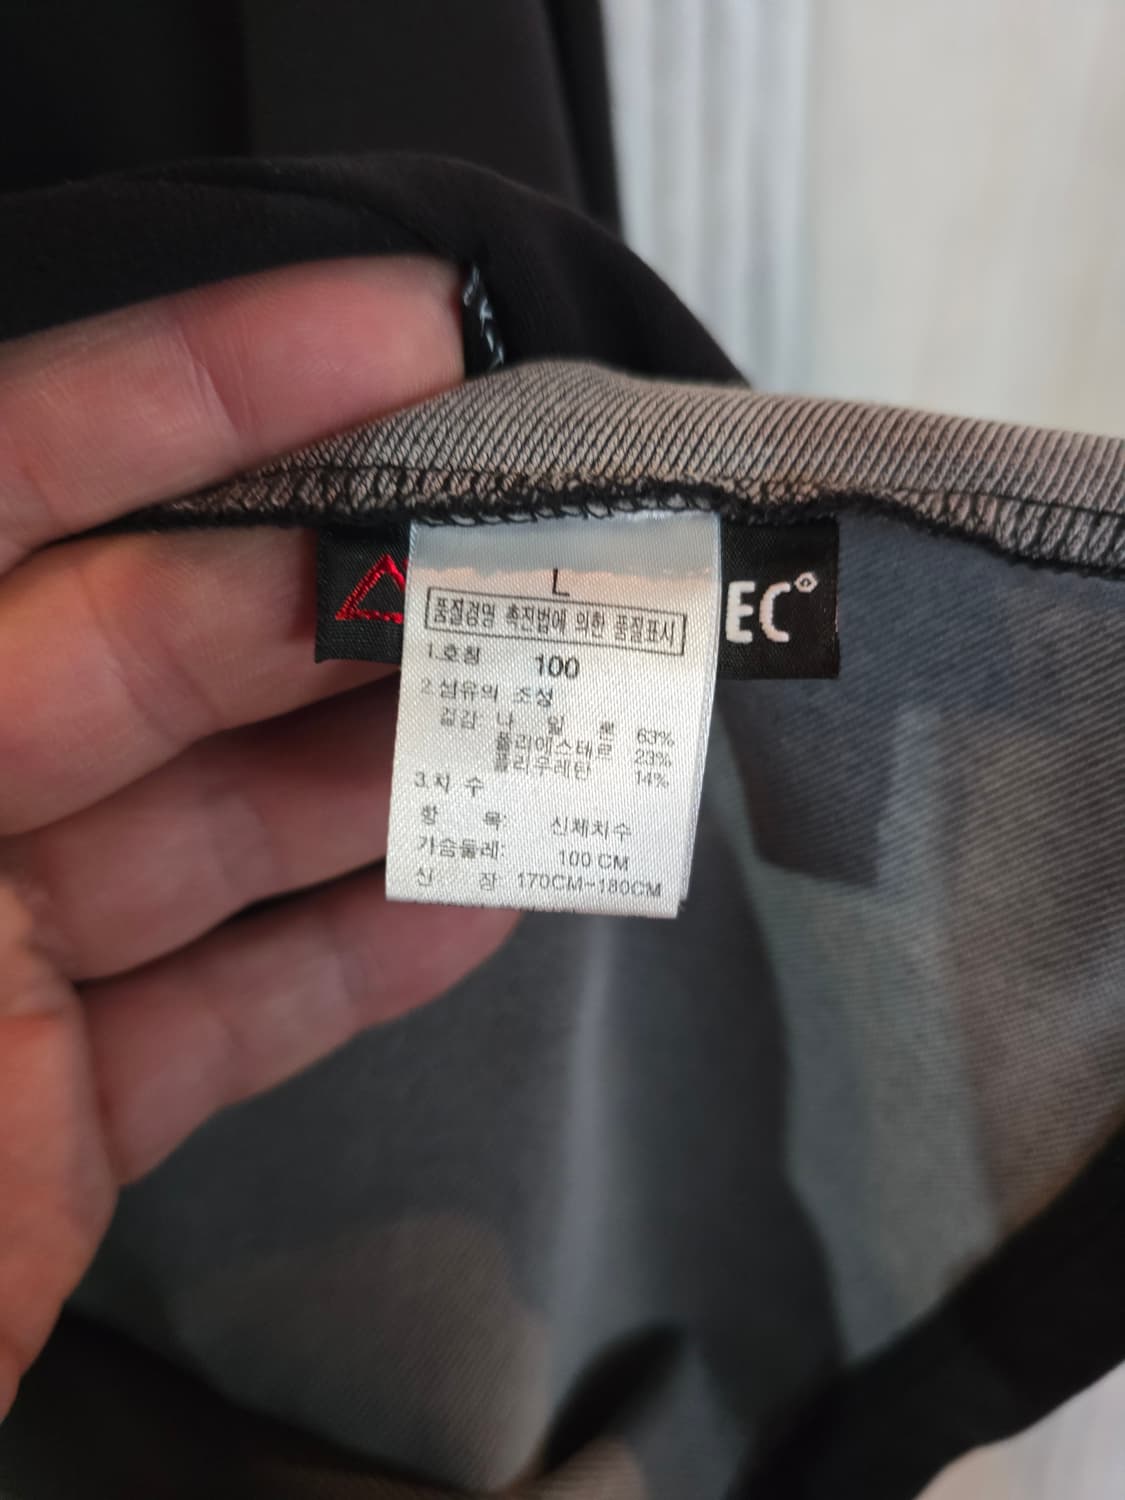 L
품질경영 촉진법에 의한 품질표시
1.호칭 100
2.섬유의 조성
겉감 나 일 론 63%
폴리에스테르 23%
폴리우레탄 14%
3.치 수
항 목: 신체치수
가슴둘레: 100 CM
신 장 170CM~180CM
EC